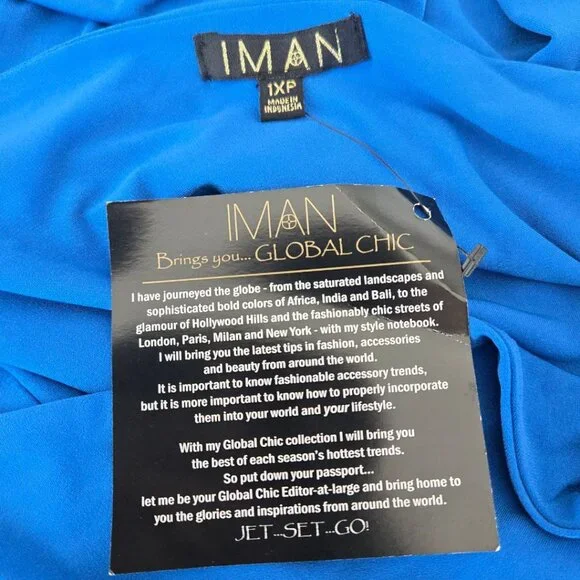 IMAN
1XP
MADE IN
INDONESIA
IMAN
Brings you... GLOBAL CHIC
I have journeyed the globe - from the saturated landscapes and
sophisticated bold colors of Africa, India and Bali, to the
glamour of Hollywood Hills and the fashionably chic streets of
London, Paris, Milan and New York - with my style notebook.
I will bring you the latest tips in fashion, accessories
and beauty from around the world.
It is important to know fashionable accessory trends,
but it is more important to know how to properly incorporate
them into your world and your lifestyle.
With my Global Chic collection I will bring you
the best of each season's hottest trends.
So put down your passport...
let me be your Global Chic Editor-at-large and bring home to
you the glories and inspirations from around the world.
JET...SET...GO!